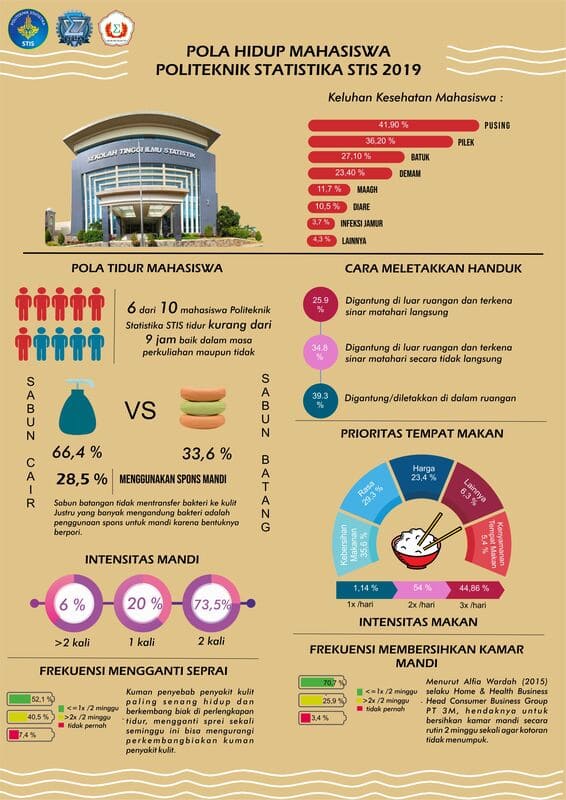 POLITEKNIK STATISTIKA
STIS
POLA HIDUP MAHASISWA
POLITEKNIK STATISTIKA STIS 2019
SEKOLAH TINGGI ILMU STATISTIK
Keluhan Kesehatan Mahasiswa :
41,90 % PUSING
36,20 % PILEK
27,10 % BATUK
23,40 % DEMAM
11,7 % MAAGH
10,5 % DIARE
3,7 % INFEKSI JAMUR
4,3 % LAINNYA
POLA TIDUR MAHASISWA
6 dari 10 mahasiswa Politeknik
Statistika STIS tidur kurang dari
9 jam baik dalam masa
perkuliahan maupun tidak
CARA MELETAKKAN HANDUK
25.9
%
Digantung di luar ruangan dan terkena
sinar matahari langsung
34.8
%
Digantung di luar ruangan dan terkena
sinar matahari secara tidak langsung
39.3
%
Digantung/diletakkan di dalam ruangan
SABUN CAIR
VS
SABUN BATANG
66,4 %
33,6 %
28,5 % MENGGUNAKAN SPONS MANDI
Sabun batangan tidak mentransfer bakteri ke kulit
Justru yang banyak mengandung bakteri adalah
penggunaan spons untuk mandi karena bentuknya
berpori.
PRIORITAS TEMPAT MAKAN
Kebersihan
Makanan
35,6 %
Rasa
29,3 %
Harga
23,4 %
Lainnya
6,3 %
Kenyamanan
Tempat Makan
5,4 %
1,14 %
54 %
44,86 %
1x /hari
2x /hari
3x /hari
INTENSITAS MAKAN
INTENSITAS MANDI
6 %
20 %
73,5%
>2 kali
1 kali
2 kali
FREKUENSI MENGGANTI SEPRAI
52,1 %
40,5 %
7,4 %
<=1x /2 minggu
>2x /2 minggu
tidak pernah
Kuman penyebab penyakit kulit
paling senang hidup dan
berkembang biak di perlengkapan
tidur, mengganti sprei sekali
seminggu ini bisa mengurangi
perkembangbiakan kuman
penyakit kulit.
FREKUENSI MEMBERSIHKAN KAMAR
MANDI
70,7 %
25,9 %
3,4 %
<=1x /2 minggu
>2x /2 minggu
tidak pernah
Menurut Alfia Wardah (2015)
selaku Home & Health Business
Head Consumer Business Group
PT 3M, hendaknya untuk
bersihkan kamar mandi secara
rutin 2 minggu sekali agar kotoran
tidak menumpuk.